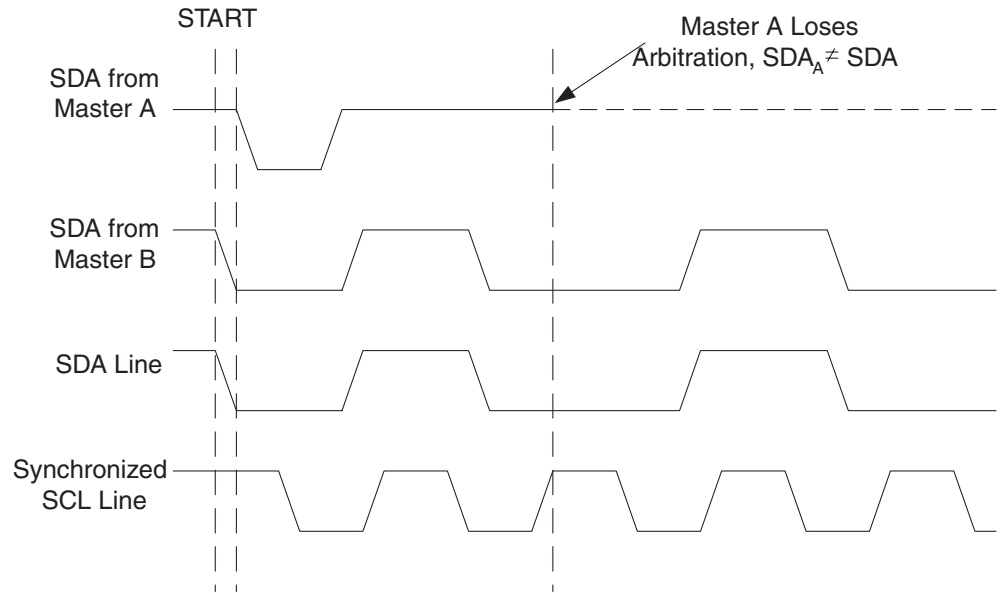 START
Master A Loses
Arbitration, SDA_A ≠ SDA
SDA from
Master A
SDA from
Master B
SDA Line
Synchronized
SCL Line